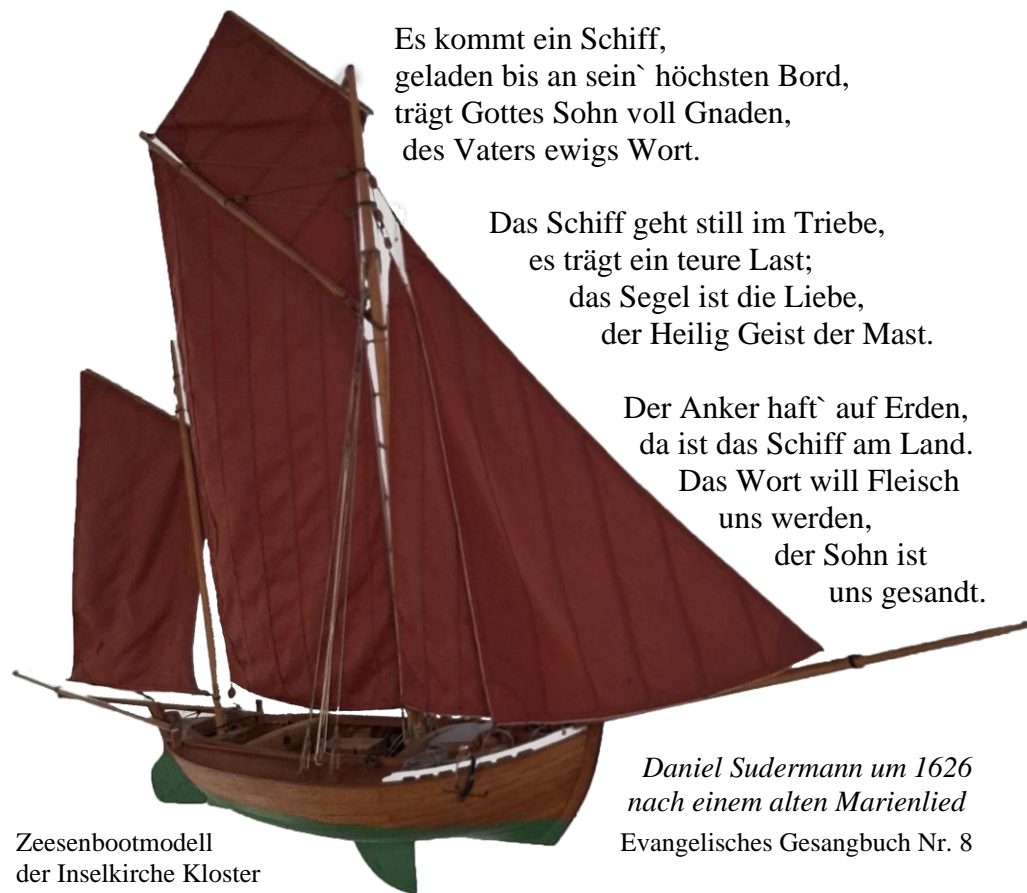 Es kommt ein Schiff,
geladen bis an sein` höchsten Bord,
trägt Gottes Sohn voll Gnaden,
des Vaters ewigs Wort.
Das Schiff geht still im Triebe,
es trägt ein teure Last;
das Segel ist die Liebe,
der Heilig Geist der Mast.
Der Anker haft` auf Erden,
da ist das Schiff am Land.
Das Wort will Fleisch
uns werden,
der Sohn ist
uns gesandt.
Daniel Sudermann um 1626
nach einem alten Marienlied
Evangelisches Gesangbuch Nr. 8
Zeesenbootmodell
der Inselkirche Kloster